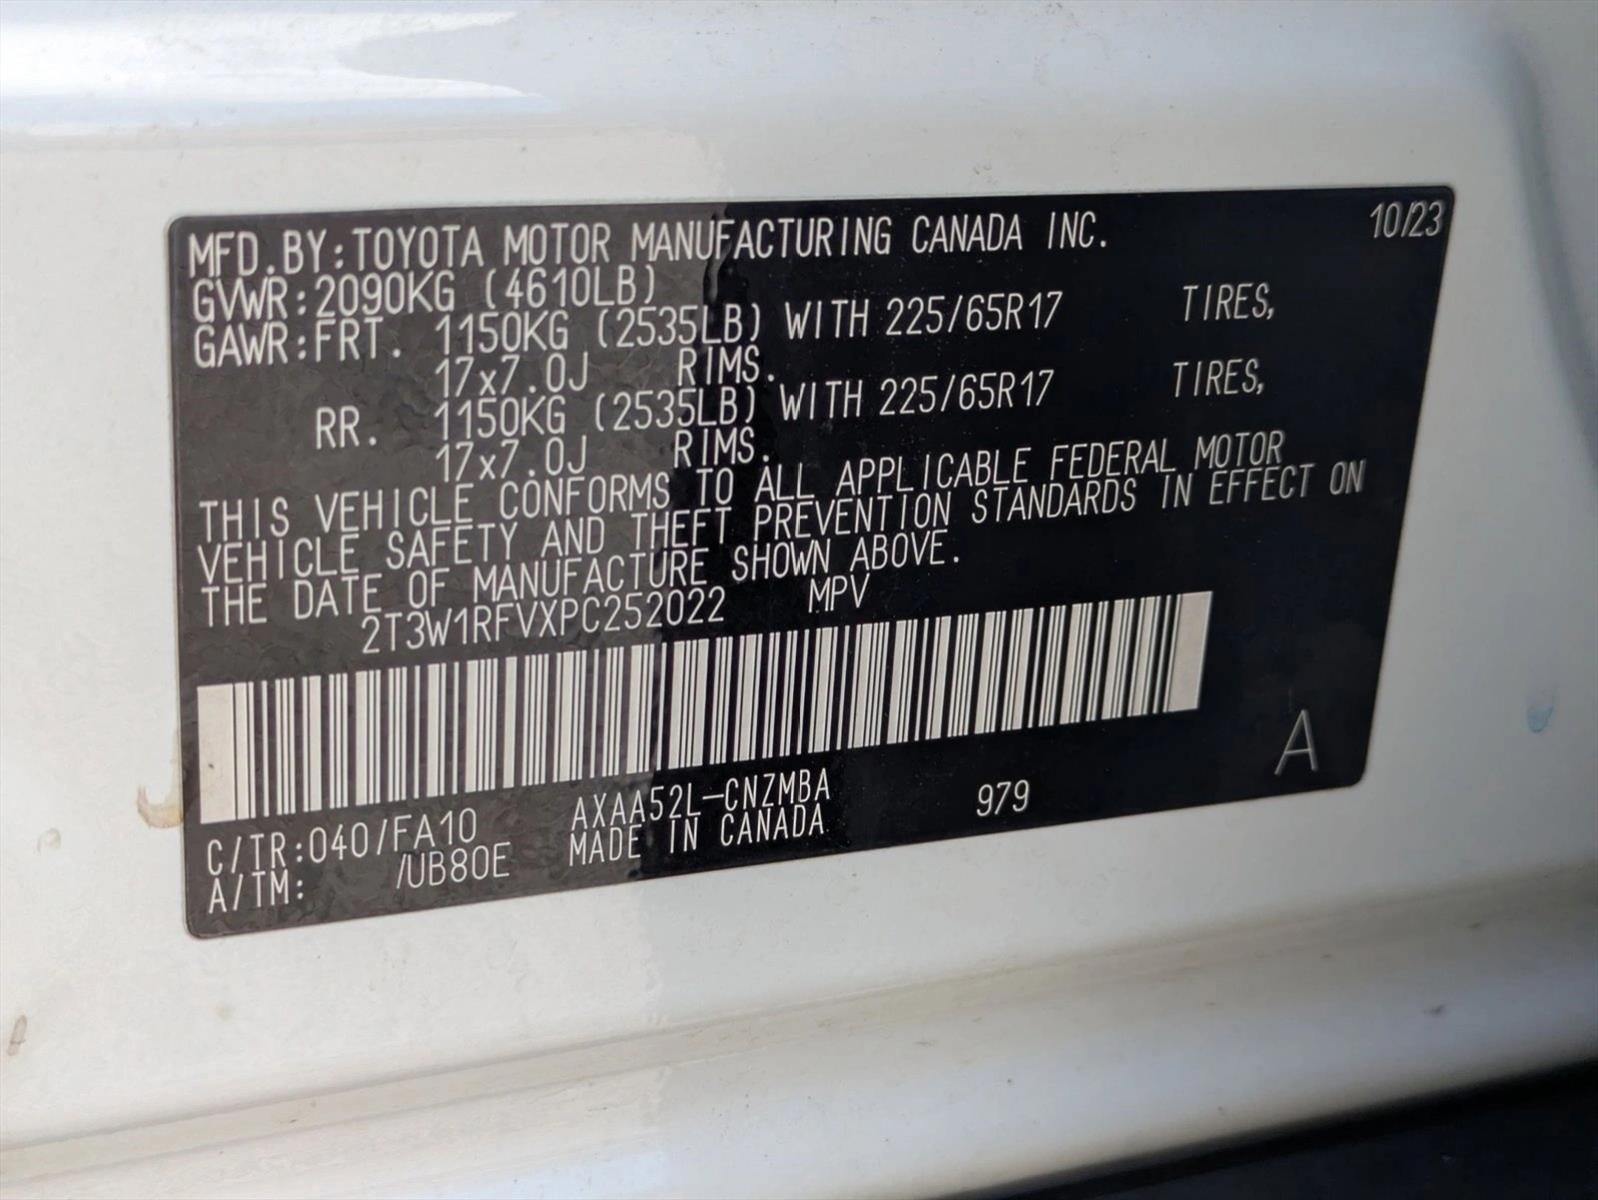 MFD.BY:TOYOTA MOTOR MANUFACTURING CANADA INC. 10/23
GVWR:2090KG (4610LB)
GAWR:FRT. 1150KG (2535LB) WITH 225/65R17 TIRES,
17x7.0J RIMS.
RR. 1150KG (2535LB) WITH 225/65R17 TIRES,
17x7.0J RIMS.
THIS VEHICLE CONFORMS TO ALL APPLICABLE FEDERAL MOTOR
VEHICLE SAFETY AND THEFT PREVENTION STANDARDS IN EFFECT ON
THE DATE OF MANUFACTURE SHOWN ABOVE.
2T3W1RFVXPC252022 MPV
C/TR:040/FA10 AXAA52L-CNZMBA 979 A
A/TM: /UB80E MADE IN CANADA